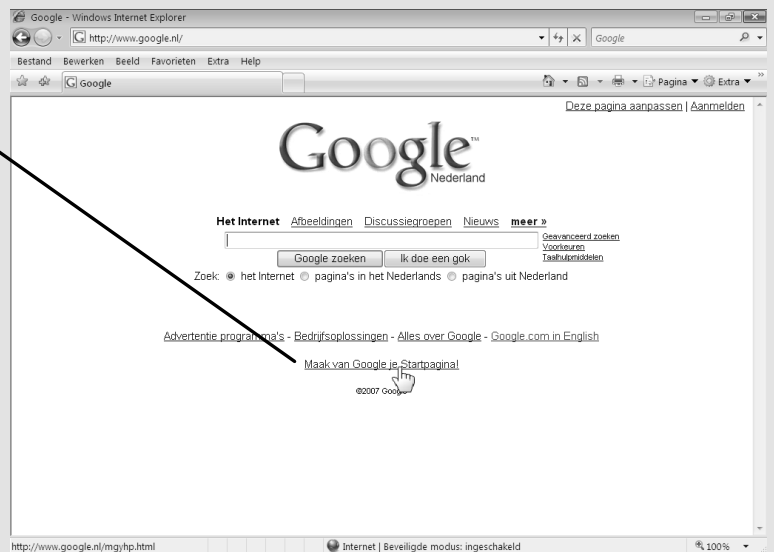 Google - Windows Internet Explorer
http://www.google.nl/
Google
Bestand Bewerken Beeld Favorieten Extra Help
Google
Pagina Extra
Deze pagina aanpassen | Aanmelden
Google™
Nederland
Het Internet Afbeeldingen Discussiegroepen Nieuws meer »
Geavanceerd zoeken
Voorkeuren
Taalhulpmiddelen
Google zoeken Ik doe een gok
Zoek: het Internet pagina's in het Nederlands pagina's uit Nederland
Advertentie programma's - Bedrijfsoplossingen - Alles over Google - Google.com in English
Maak van Google je Startpagina!
©2007 Google
http://www.google.nl/mgyhp.html Internet | Beveiligde modus: ingeschakeld 100%